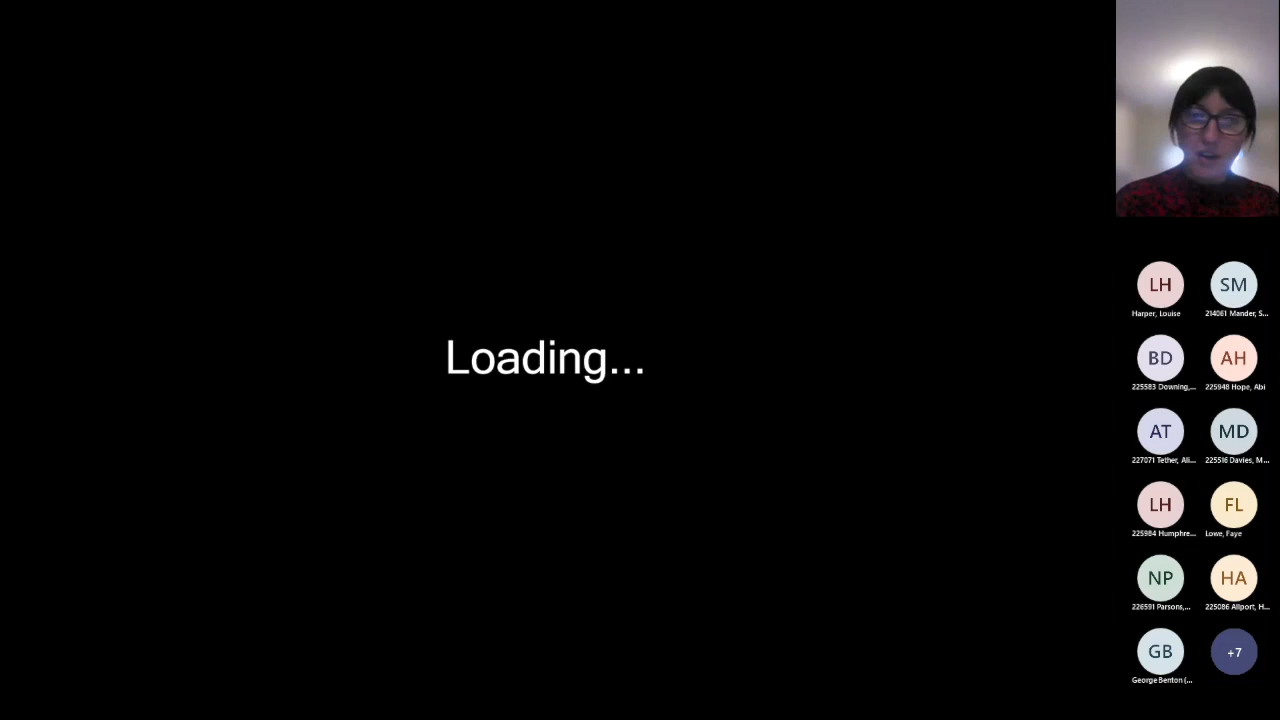 Loading...
LH SM
Harper, Louise 214061 Mander, S...
BD AH
225583 Downing,... 225948 Hope, Abi
AT MD
227071 Tether, Ali... 225516 Davies, M...
LH FL
225984 Humphre... Lowe, Faye
NP HA
226591 Parsons,... 225086 Allport, H...
GB +7
George Benton (...